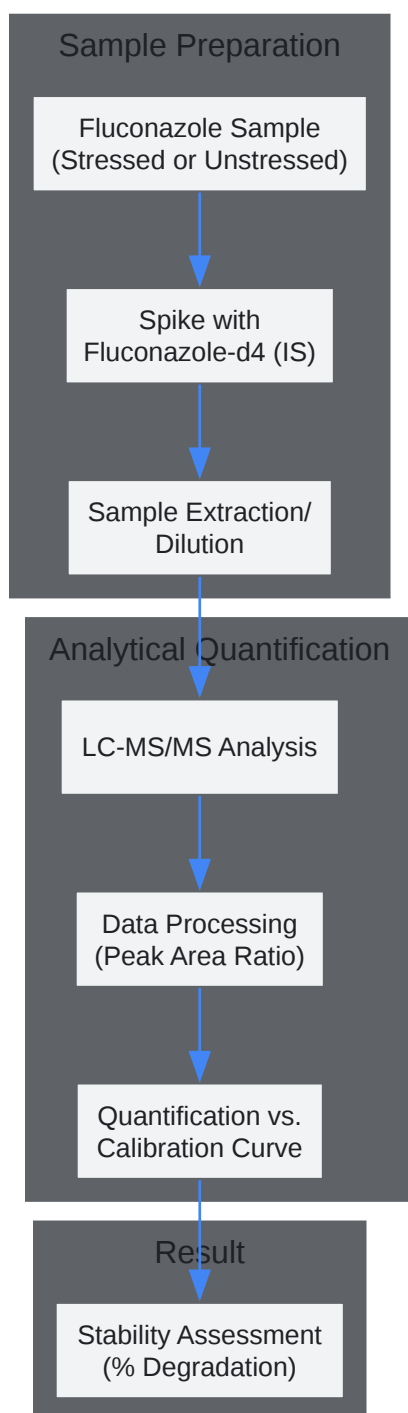 Sample Preparation
Fluconazole Sample
(Stressed or Unstressed)
Spike with
Fluconazole-d4 (IS)
Sample Extraction/
Dilution
Analytical Quantification
LC-MS/MS Analysis
Data Processing
(Peak Area Ratio)
Quantification vs.
Calibration Curve
Result
Stability Assessment
(% Degradation)